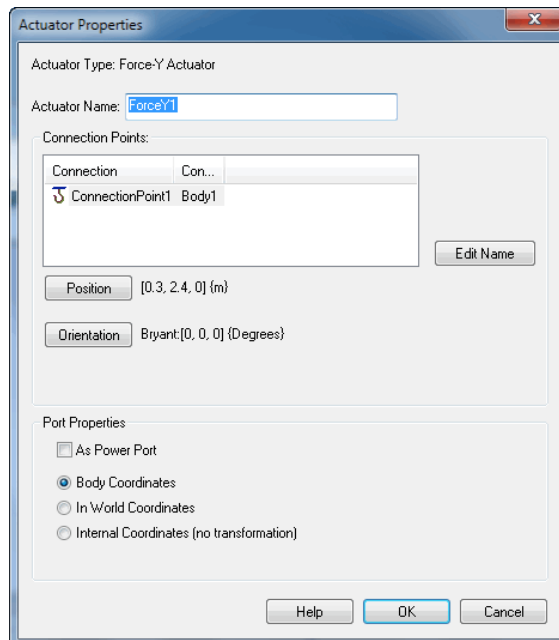 Actuator Properties
Actuator Type: Force-Y Actuator
Actuator Name: ForceY1
Connection Points:
Connection Con...
ConnectionPoint1 Body1
Edit Name
Position [0.3, 2.4, 0] {m}
Orientation Bryant:[0, 0, 0] {Degrees}
Port Properties
As Power Port
Body Coordinates
In World Coordinates
Internal Coordinates (no transformation)
Help OK Cancel